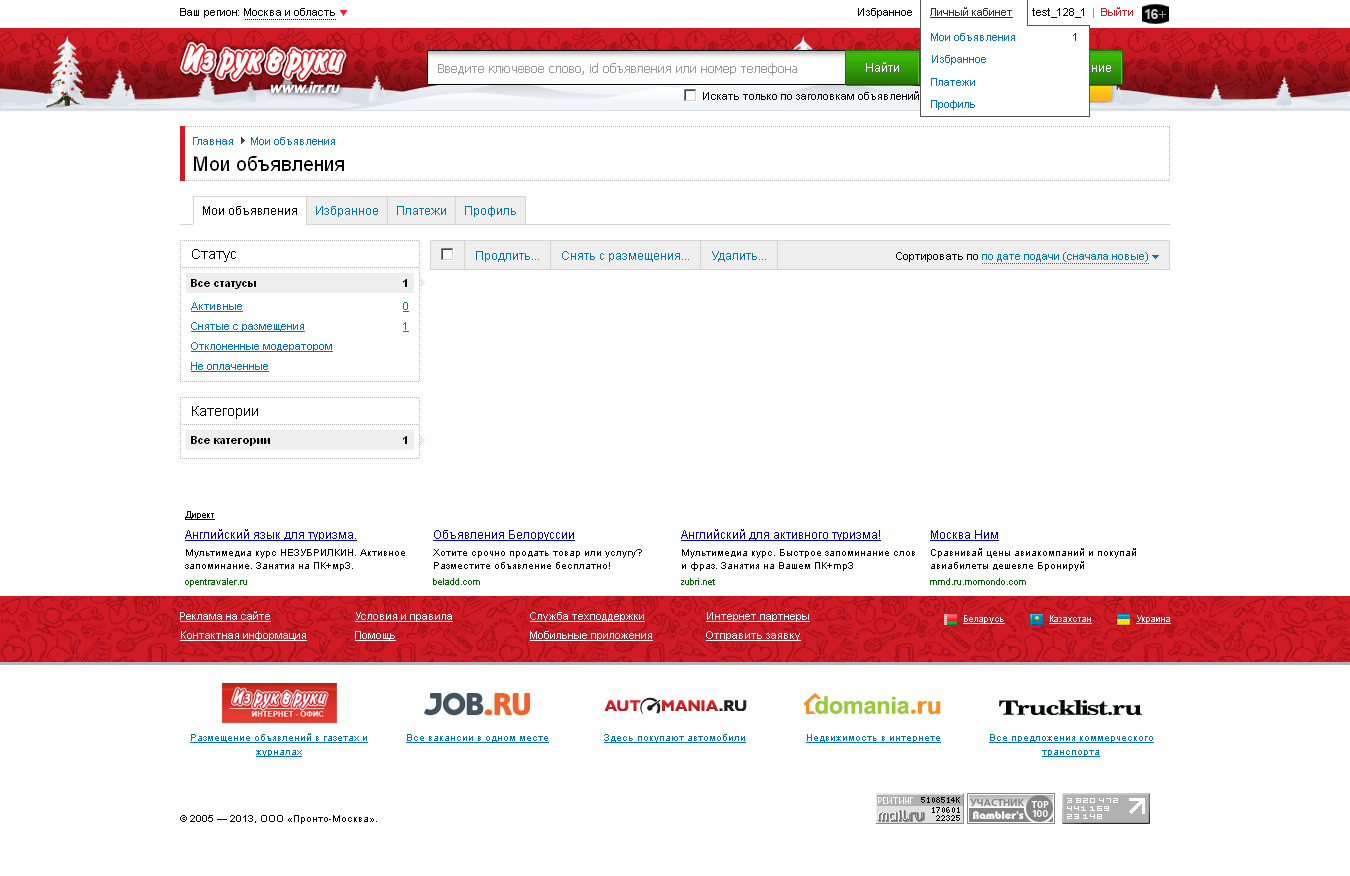 Ваш регион: Москва и область
Избранное
Личный кабинет
test_128_1 | Выйти
16+
Мои объявления 1
Избранное
Платежи
Профиль
Из рук в руки
www.irr.ru
Введите ключевое слово, id объявления или номер телефона
Найти
ние
Искать только по заголовкам объявлений
Главная Мои объявления
Мои объявления
Мои объявления Избранное Платежи Профиль
Статус
Все статусы 1
Активные 0
Снятые с размещения 1
Отклоненные модератором
Не оплаченные
Категории
Все категории 1
Продлить... Снять с размещения... Удалить... Сортировать по по дате подачи (сначала новые)
Директ
Английский язык для туризма.
Мультимедиа курс НЕЗУБРИЛКИН. Активное
запоминание. Занятия на ПК+mp3.
opentravaler.ru
Объявления Белоруссии
Хотите срочно продать товар или услугу?
Разместите объявление бесплатно!
beladd.com
Английский для активного туризма!
Мультимедиа курс. Быстрое запоминание слов
и фраз. Занятия на Вашем ПК+mp3
zubri.net
Москва Ним
Сравнивай цены авиакомпаний и покупай
авиабилеты дешевле Бронируй
mmd.ru.momondo.com
Реклама на сайте Условия и правила Служба техподдержки Интернет партнеры
Контактная информация Помощь Мобильные приложения Отправить заявку
Беларусь Казахстан Украина
Из рук в руки
ИНТЕРНЕТ - ОФИС
Размещение объявлений в газетах и
журналах
JOB.RU
Все вакансии в одном месте
AUTOMANIA.RU
Здесь покупают автомобили
domania.ru
Недвижимость в интернете
Trucklist.ru
Все предложения коммерческого
транспорта
© 2005 — 2013, ООО «Пронто-Москва».
РЕЙТИНГ 5108514K
mail.ru 170601
22325
УЧАСТНИК
Rambler's
TOP
100
3 820 472
441 169
23 148